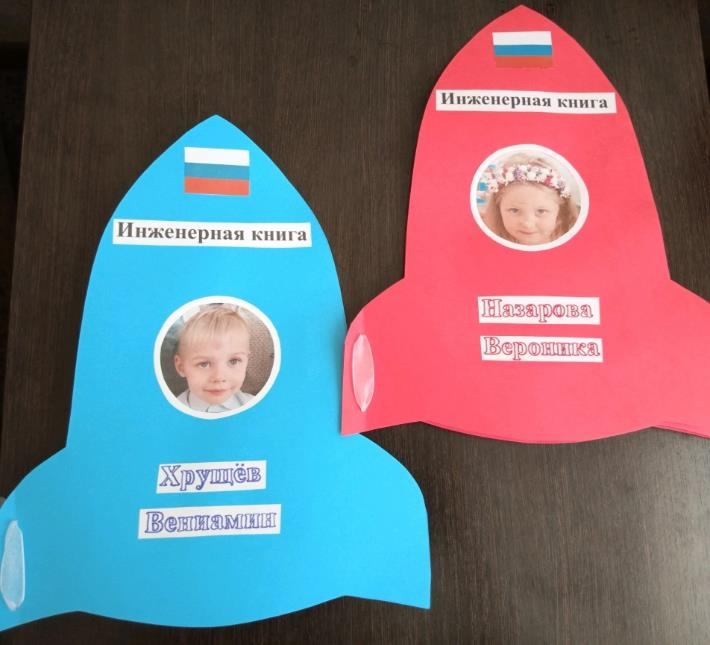 Инженерная книга
Хрущёв
Вениамин
Инженерная книга
Назарова
Вероника